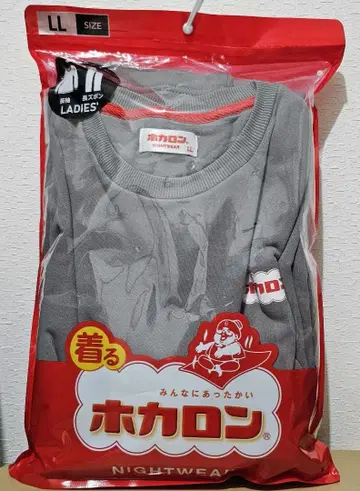 LL SIZE
長袖 長ズボン
LADIES'
ホカロン®
NIGHTWEAR
LL
ホカロン
着る
みんなにあったかい
ホカロン®
NIGHTWEAR